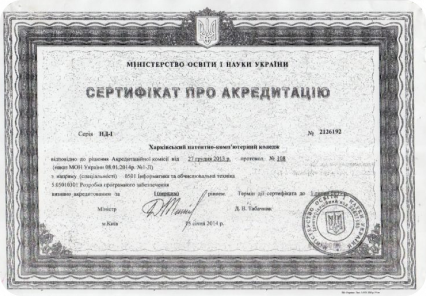 МІНІСТЕРСТВО ОСВІТИ І НАУКИ УКРАЇНИ
СЕРТИФІКАТ ПРО АКРЕДИТАЦІЮ
Серія НД-І № 2126192
Харківський патентно-комп'ютерний коледж
відповідно до рішення Акредитаційної комісії від 27 грудня 2013 р. протокол № 108
(наказ МОН України 08.01.2014р. №1-Л)
з напряму (спеціальності) 0501 Інформатика та обчислювальна техніка
5.05010301 Розробка програмного забезпечення
визнано акредитованим за І рівнем. Термін дії сертифіката до 1
Міністр Д. В. Табачник
м.Київ 15 січня 2014 р.